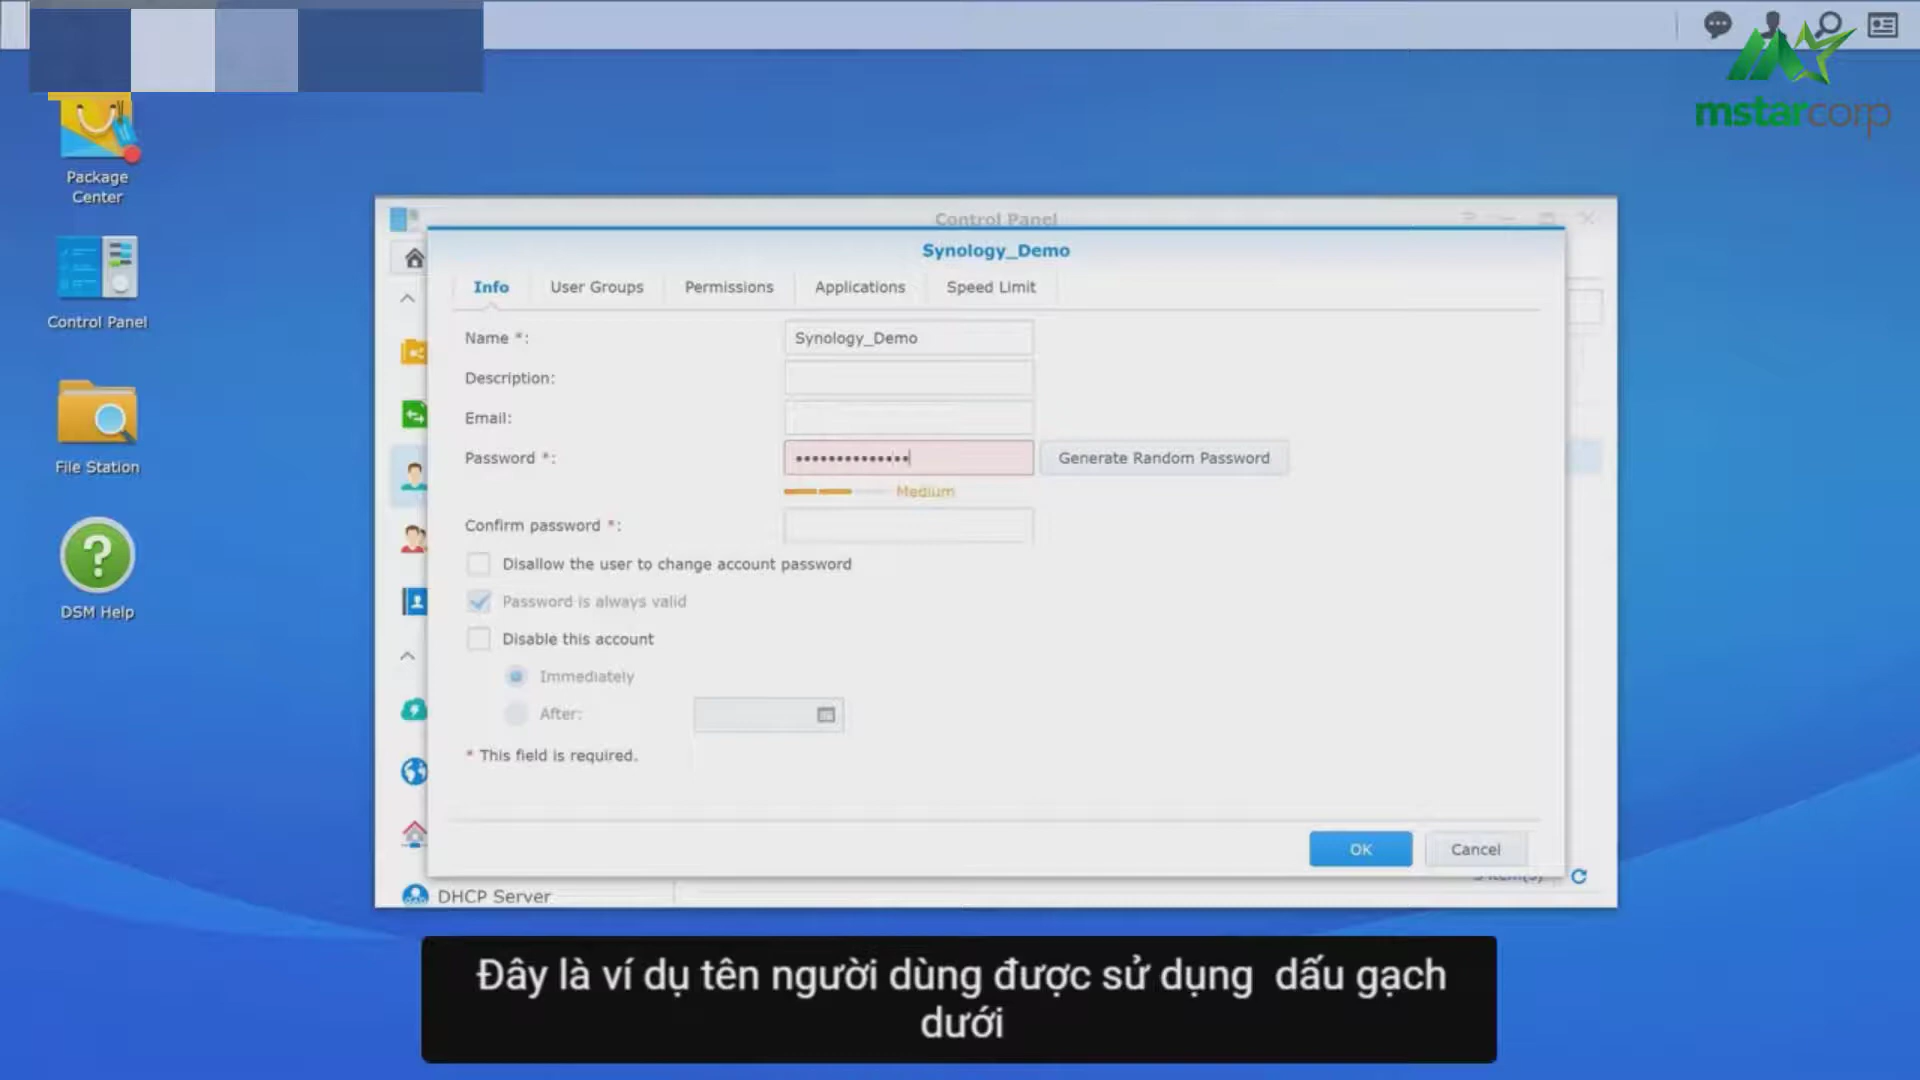 mstarcorp
Package
Center
Control Panel
File Station
DSM Help
Control Panel
Synology_Demo
Info
User Groups
Permissions
Applications
Speed Limit
Name *:
Synology_Demo
Description:
Email:
Password *:
••••••••••••••
Generate Random Password
Medium
Confirm password *:
Disallow the user to change account password
Password is always valid
Disable this account
Immediately
After:
* This field is required.
OK
Cancel
DHCP Server
Đây là ví dụ tên người dùng được sử dụng dấu gạch
dưới